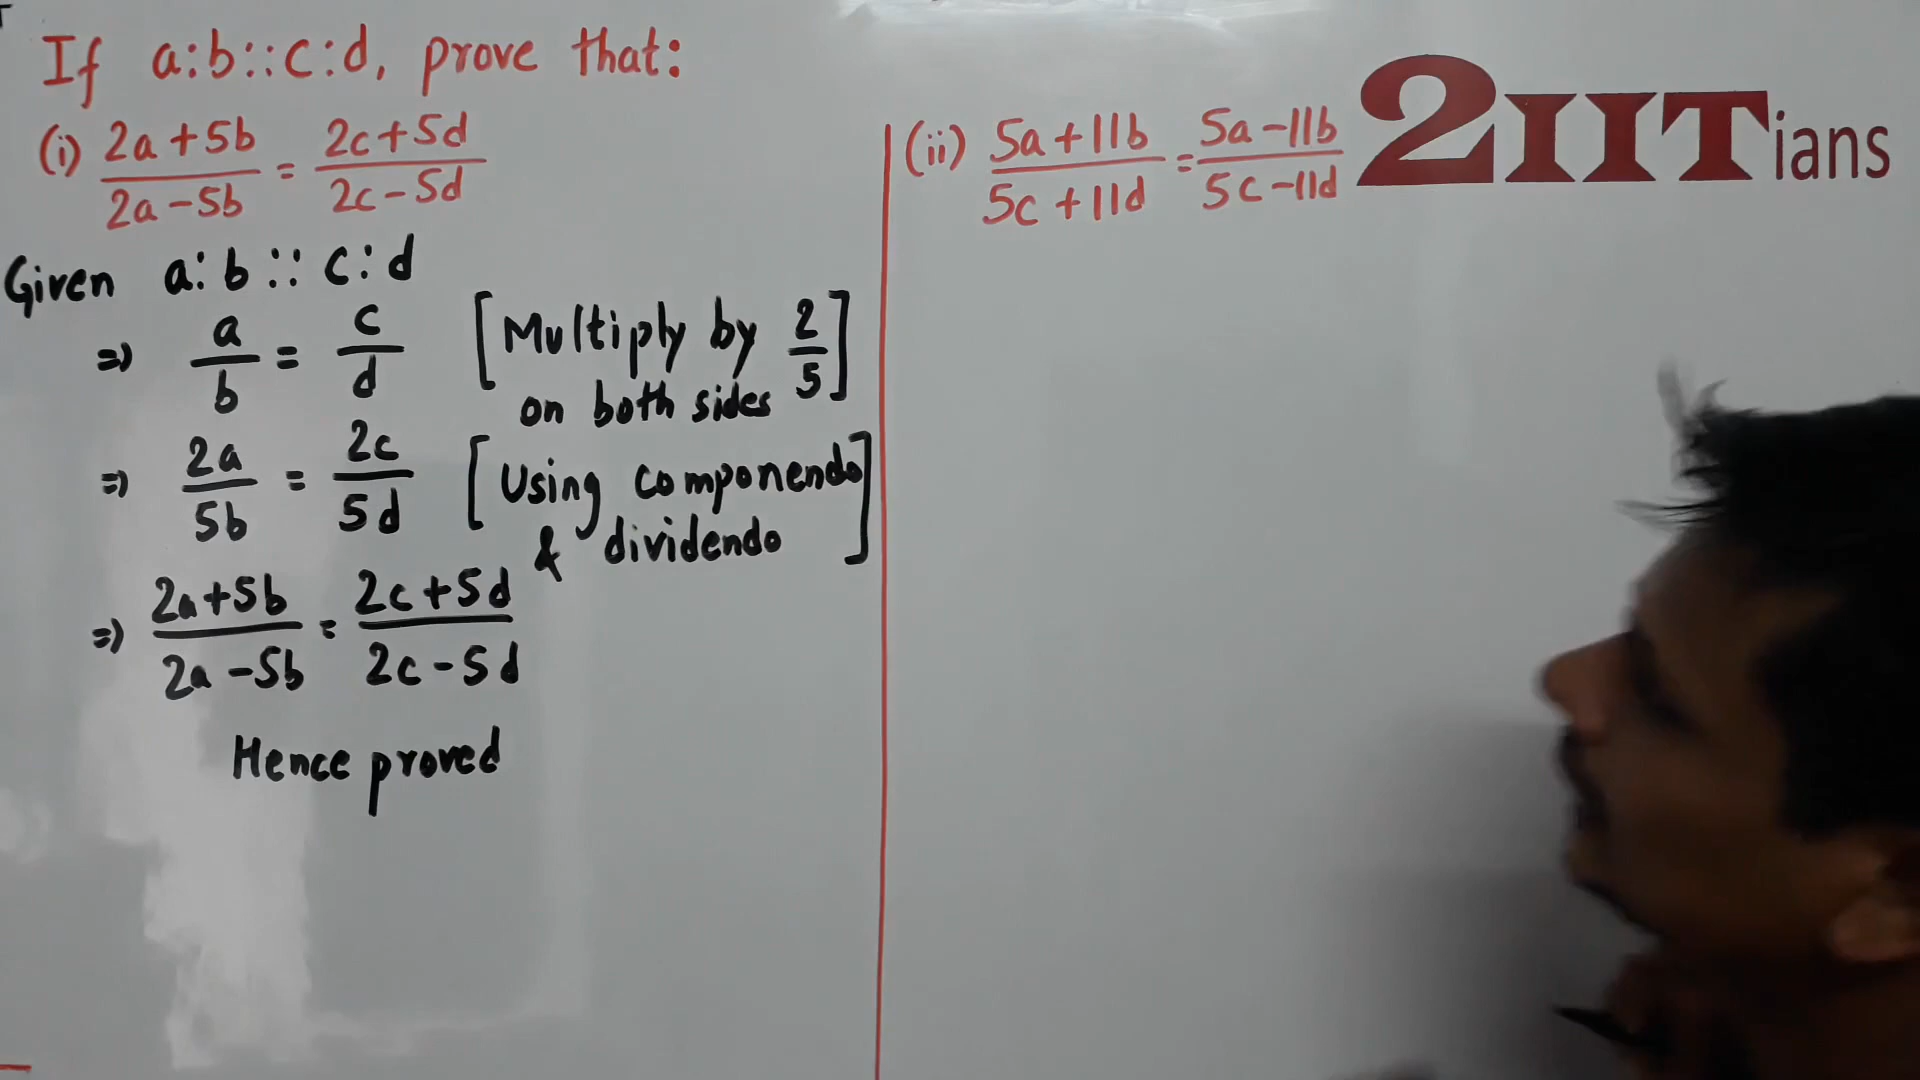 If a:b::c:d, prove that:
(i) (2a+5b)/(2a-5b) = (2c+5d)/(2c-5d)
Given a:b::c:d
=> a/b = c/d [Multiply by 2/5]
on both sides
=> 2a/5b = 2c/5d [Using componendo
& dividendo]
=> (2a+5b)/(2a-5b) = (2c+5d)/(2c-5d)
Hence proved
(ii) (5a+11b)/(5c+11d) = (5a-11b)/(5c-11d)
2IITians